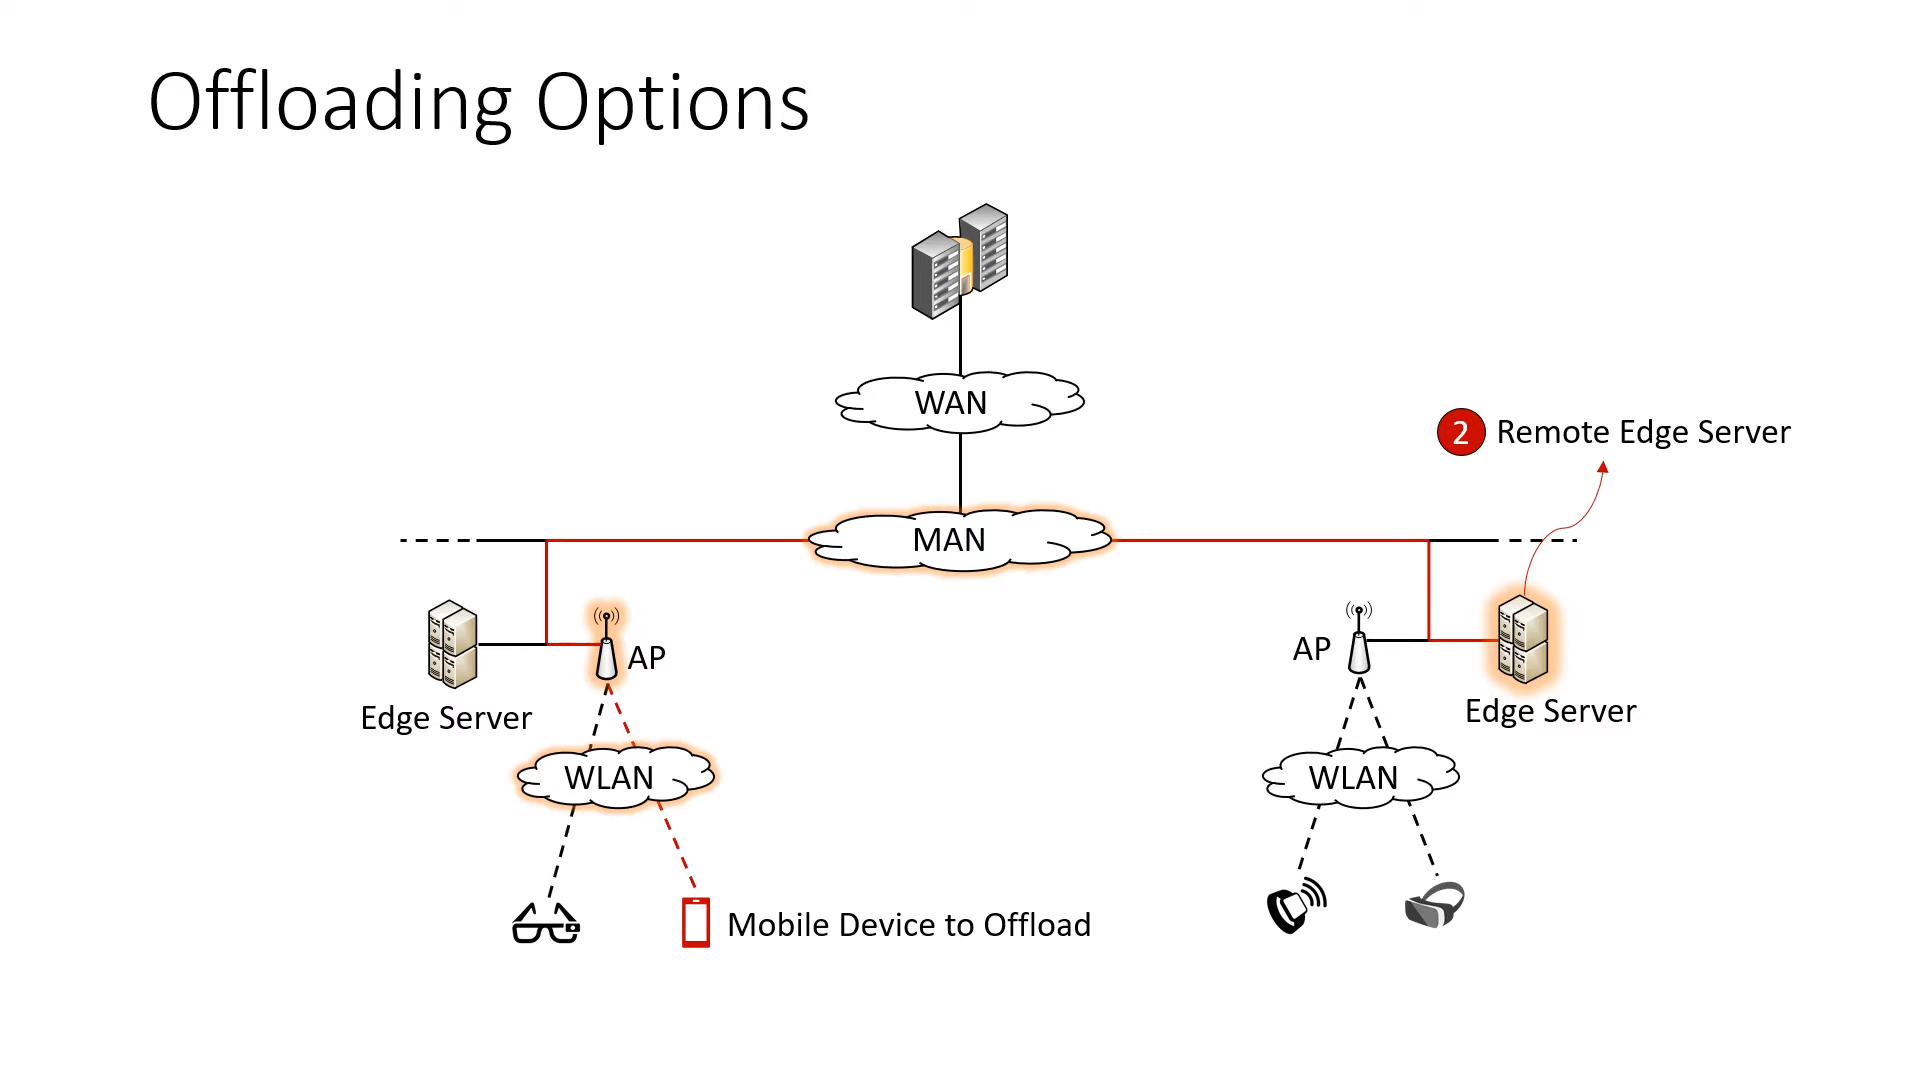 Offloading Options
WAN
2 Remote Edge Server
MAN
AP
AP
Edge Server
Edge Server
WLAN
WLAN
Mobile Device to Offload